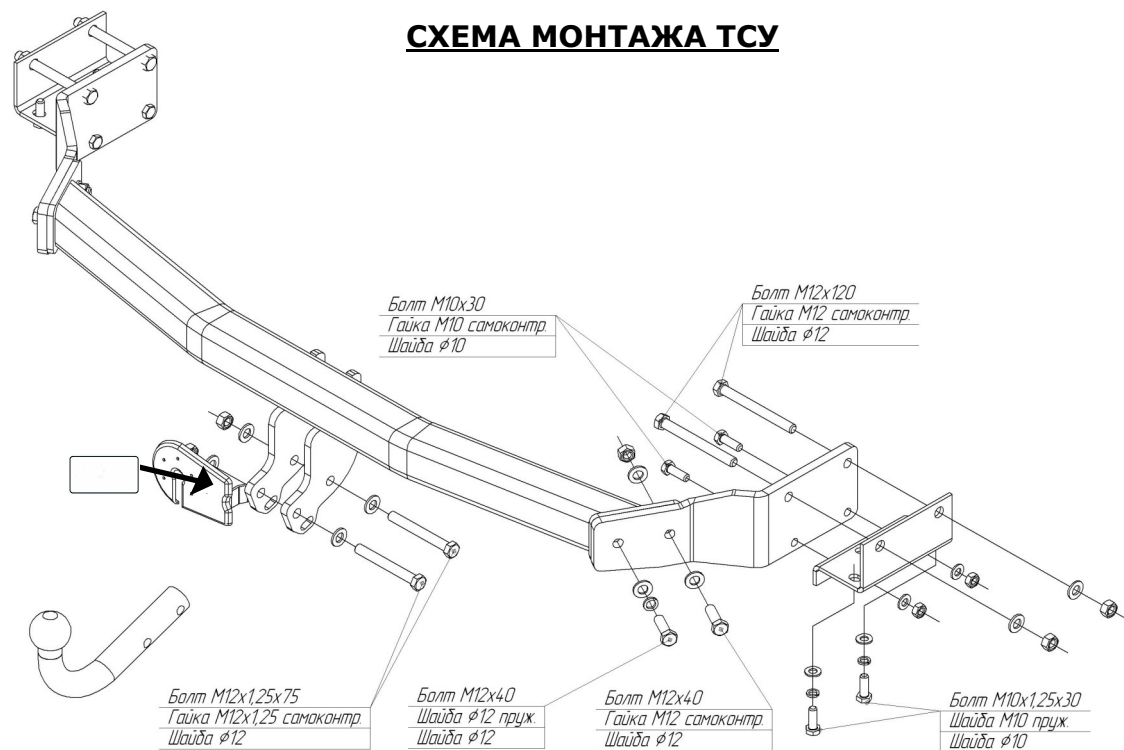 СХЕМА МОНТАЖА ТСУ
Болт М10х30
Гайка М10 самоконтр.
Шайба ϕ10
Болт М12х120
Гайка М12 самоконтр.
Шайба ϕ12
Болт М12х1,25х75
Гайка М12х1,25 самоконтр.
Шайба ϕ12
Болт М12х40
Шайба ϕ12 пруж.
Шайба ϕ12
Болт М12х40
Гайка М12 самоконтр.
Шайба ϕ12
Болт М10х1,25х30
Шайба М10 пруж.
Шайба ϕ10